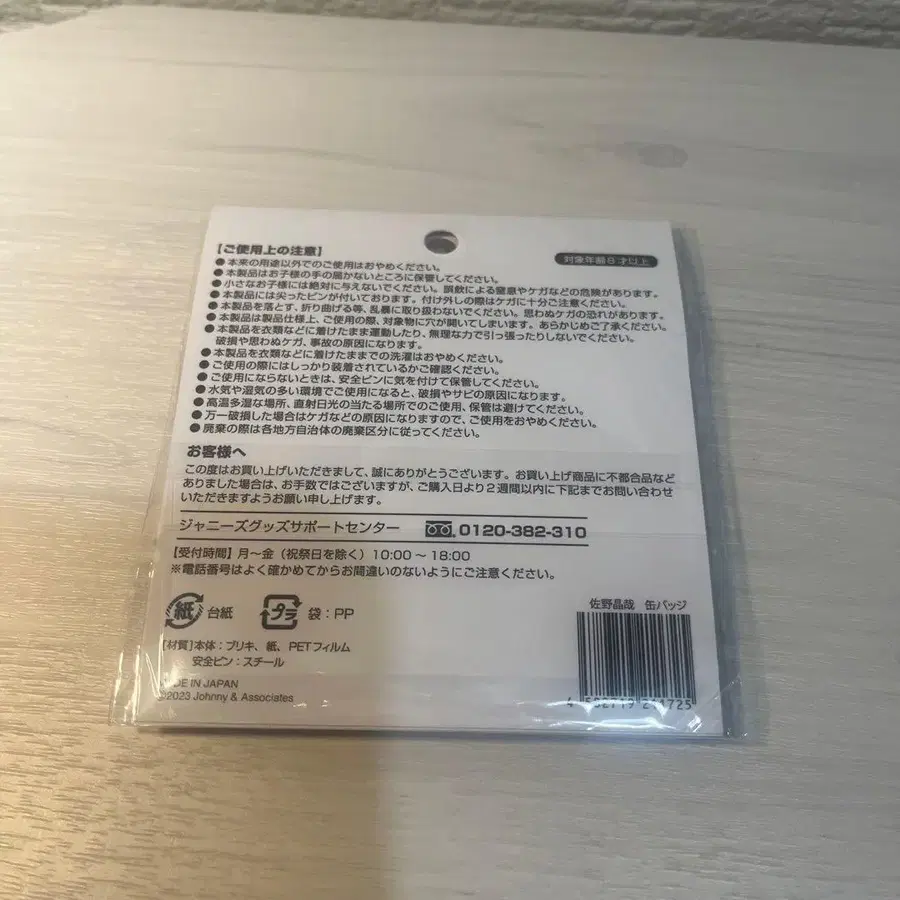 【ご使用上の注意】
対象年齢8才以上
●本来の用途以外でのご使用はおやめください。
●本製品はお子様の手の届かないところに保管してください。
●小さなお子様には絶対に与えないでください。誤飲による窒息やケガなどの危険があります。
●本製品には尖ったピンが付いております。付け外しの際はケガに十分ご注意ください。
●本製品を落とす、折り曲げる等、乱暴に取り扱わないでください。思わぬケガの恐れがあります。
●本製品は製品仕様上、ご使用の際、対象物に穴が開いてしまいます。あらかじめご了承ください。
●本製品を衣類などに着けたまま運動したり、無理な力で引っ張ったりしないでください。
破損や思わぬケガ、事故の原因になります。
●本製品を衣類などに着けたままでの洗濯はおやめください。
●ご使用の際にはしっかり装着されているかご確認ください。
●ご使用にならないときは、安全ピンに気を付けて保管してください。
●水気や湿気の多い環境でご使用になると、破損やサビの原因になります。
●高温多湿な場所、直射日光の当たる場所でのご使用、保管は避けてください。
●万一破損した場合はケガなどの原因になりますので、ご使用をおやめください。
●廃棄の際は各地方自治体の廃棄区分に従ってください。
お客様へ
この度はお買い上げいただきまして、誠にありがとうございます。お買い上げ商品に不都合品など
ありました場合は、お手数ではございますが、ご購入日より2週間以内に下記までお問い合わせ
いただきますようお願い申し上げます。
ジャニーズグッズサポートセンター 0120-382-310
【受付時間】月〜金（祝祭日を除く）10:00〜18:00
※電話番号はよく確かめてからお間違いのないようにご注意ください。
紙 台紙 プラ 袋：PP
佐野晶哉 缶バッジ
[材質]本体：ブリキ、紙、PETフィルム
安全ピン：スチール
IN JAPAN
©2023 Johnny & Associates